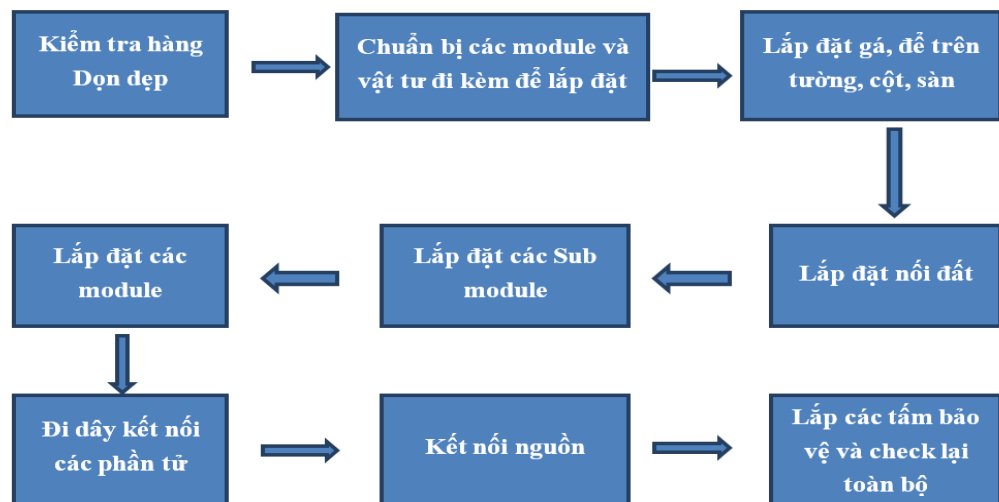 Kiểm tra hàng
Dọn dẹp
Chuẩn bị các module và
vật tư đi kèm để lắp đặt
Lắp đặt gá, để trên
tường, cột, sàn
Lắp đặt nối đất
Lắp đặt các Sub
module
Lắp đặt các
module
Đi dây kết nối
các phần tử
Kết nối nguồn
Lắp các tấm bảo
vệ và check lại
toàn bộ